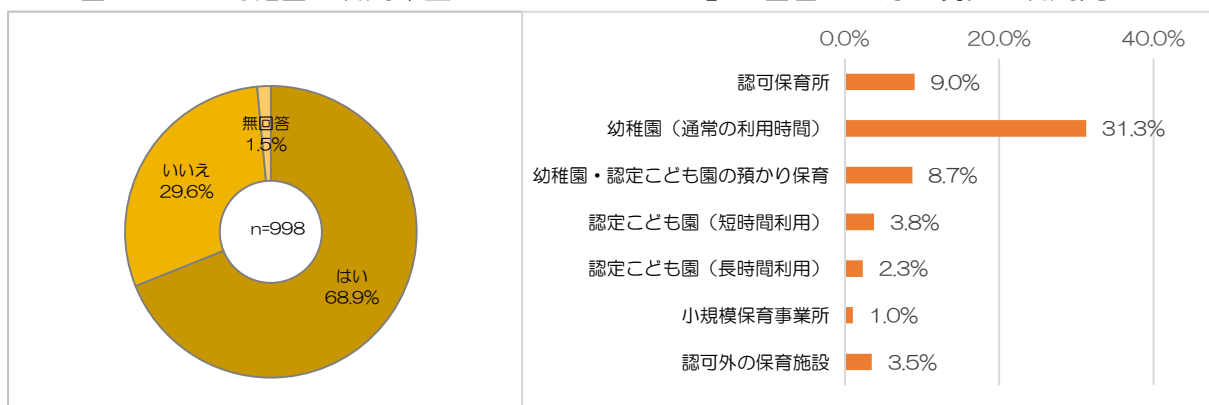 無回答
1.5%
いいえ
29.6%
n=998
はい
68.9%
0.0% 20.0% 40.0%
認可保育所 9.0%
幼稚園（通常の利用時間） 31.3%
幼稚園・認定こども園の預かり保育 8.7%
認定こども園（短時間利用） 3.8%
認定こども園（長時間利用） 2.3%
小規模保育事業所 1.0%
認可外の保育施設 3.5%